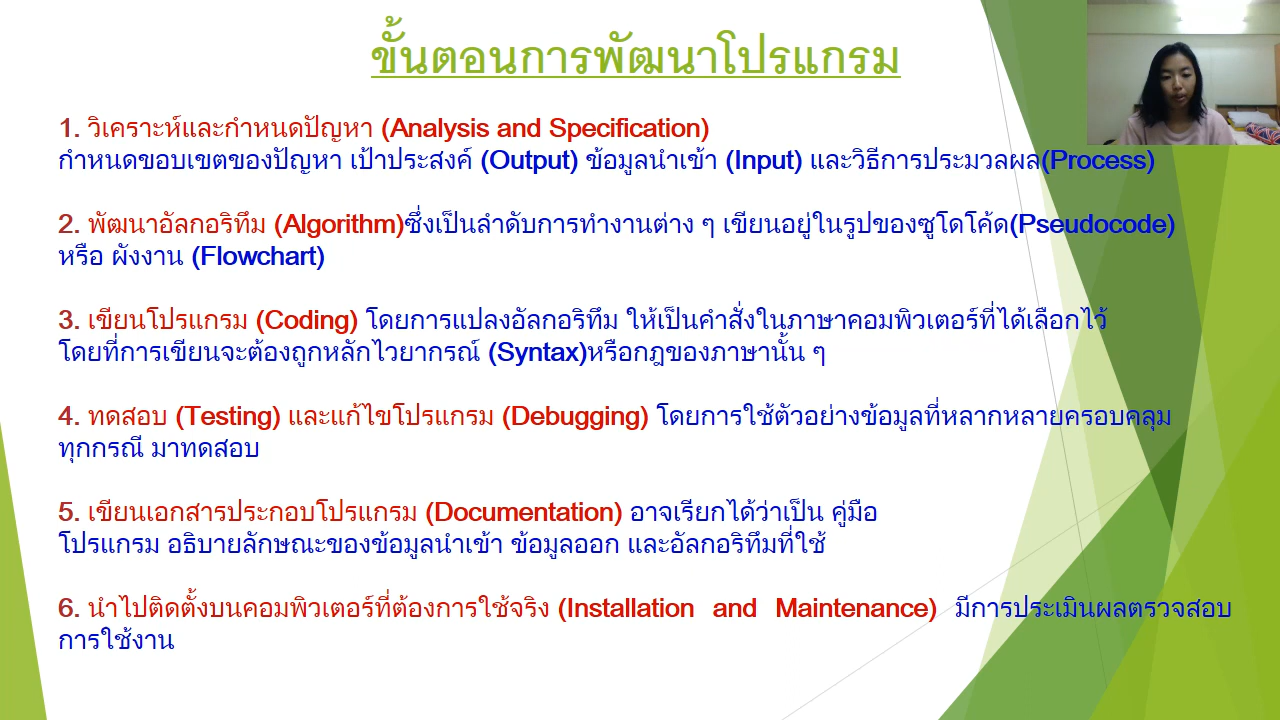 ขั้นตอนการพัฒนาโปรแกรม
1. วิเคราะห์และกำหนดปัญหา (Analysis and Specification)
กำหนดขอบเขตของปัญหา เป้าประสงค์ (Output) ข้อมูลนำเข้า (Input) และวิธีการประมวลผล(Process)
2. พัฒนาอัลกอริทึม (Algorithm)ซึ่งเป็นลำดับการทำงานต่าง ๆ เขียนอยู่ในรูปของซูโดโค้ด(Pseudocode)
หรือ ผังงาน (Flowchart)
3. เขียนโปรแกรม (Coding) โดยการแปลงอัลกอริทึม ให้เป็นคำสั่งในภาษาคอมพิวเตอร์ที่ได้เลือกไว้
โดยที่การเขียนจะต้องถูกหลักไวยากรณ์ (Syntax)หรือกฎของภาษานั้น ๆ
4. ทดสอบ (Testing) และแก้ไขโปรแกรม (Debugging) โดยการใช้ตัวอย่างข้อมูลที่หลากหลายครอบคลุม
ทุกกรณี มาทดสอบ
5. เขียนเอกสารประกอบโปรแกรม (Documentation) อาจเรียกได้ว่าเป็น คู่มือ
โปรแกรม อธิบายลักษณะของข้อมูลนำเข้า ข้อมูลออก และอัลกอริทึมที่ใช้
6. นำไปติดตั้งบนคอมพิวเตอร์ที่ต้องการใช้จริง (Installation and Maintenance) มีการประเมินผลตรวจสอบ
การใช้งาน